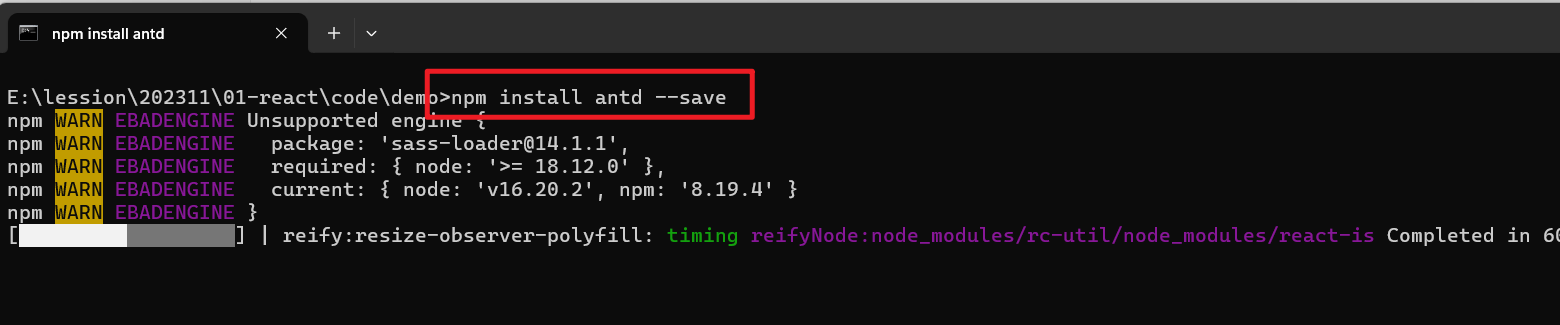 npm install antd
E:\lession\202311\01-react\code\demo>npm install antd --save
npm WARN EBADENGINE Unsupported engine {
npm WARN EBADENGINE   package: 'sass-loader@14.1.1',
npm WARN EBADENGINE   required: { node: '>= 18.12.0' },
npm WARN EBADENGINE   current: { node: 'v16.20.2', npm: '8.19.4' }
npm WARN EBADENGINE }
[                  ] | reify:resize-observer-polyfill: timing reifyNode:node_modules/rc-util/node_modules/react-is Completed in 60